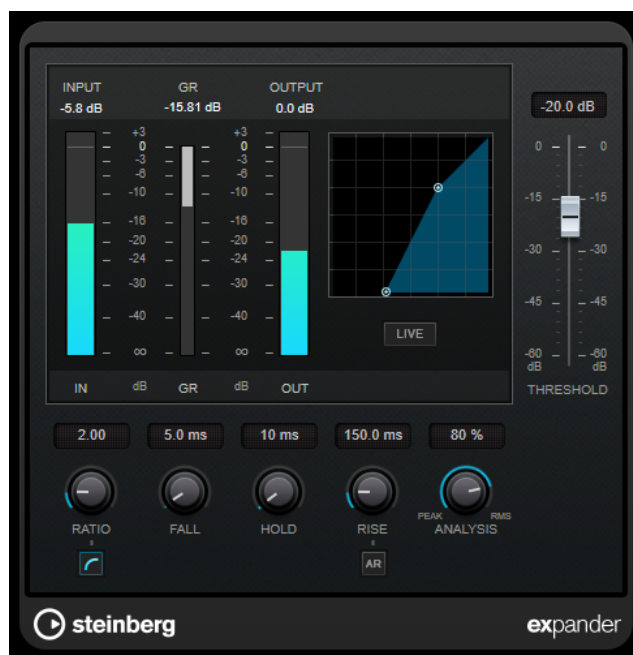 INPUT GR OUTPUT
-5.8 dB -15.81 dB 0.0 dB
-20.0 dB
+3 +3
0 0
-3 -3
-6 -6
-10 -10
-16 -16
-20 -20
-24 -24
-30 -30
-40 -40
∞ ∞
0 0
-15 -15
-30 -30
-45 -45
-60 -60
dB dB
LIVE
IN dB GR dB OUT
THRESHOLD
2.00 5.0 ms 10 ms 150.0 ms 80 %
PEAK RMS
RATIO FALL HOLD RISE ANALYSIS
AR
steinberg expander